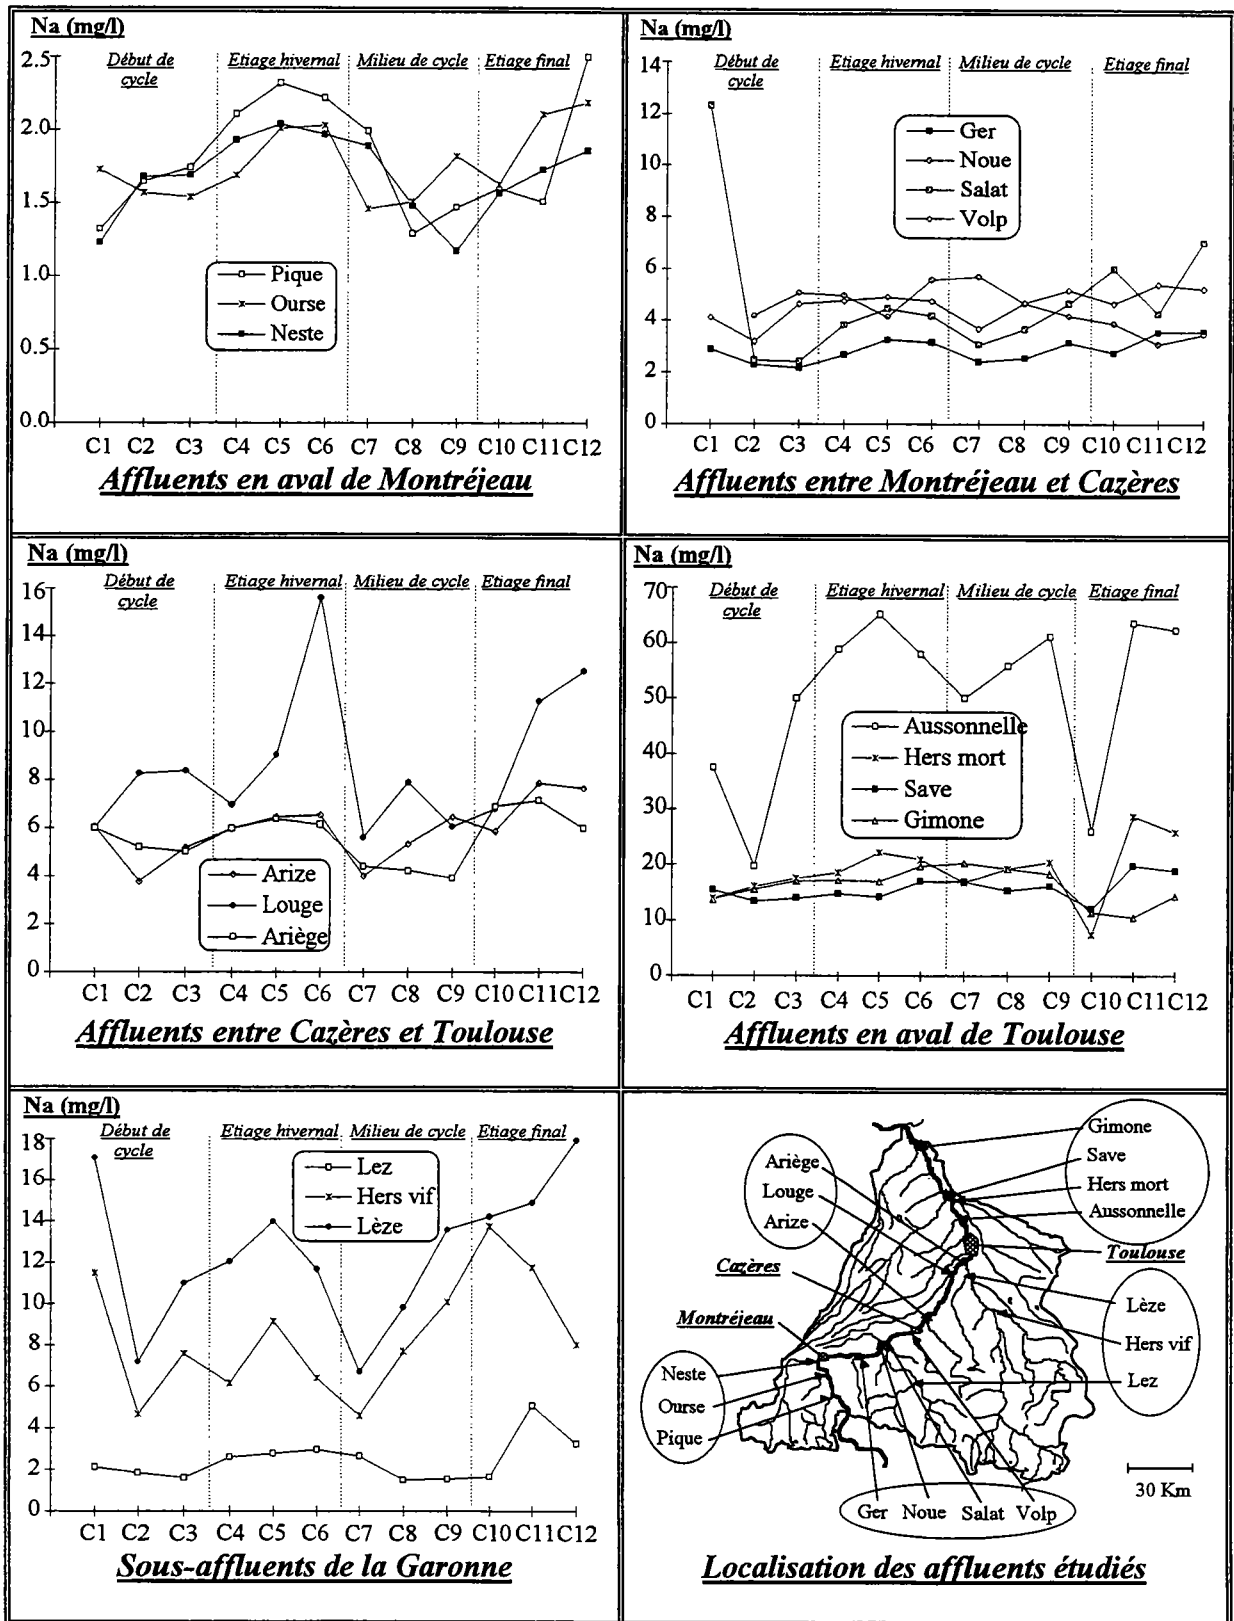 Na (mg/l)
Début de cycle
Etiage hivernal
Milieu de cycle
Etiage final
2.5
2.0
1.5
1.0
0.5
0.0
Pique
Ourse
Neste
C1 C2 C3 C4 C5 C6 C7 C8 C9 C10 C11 C12
Affluents en aval de Montréjeau
Na (mg/l)
Début de cycle
Etiage hivernal
Milieu de cycle
Etiage final
14
12
10
8
6
4
2
0
Ger
Noue
Salat
Volp
C1 C2 C3 C4 C5 C6 C7 C8 C9 C10 C11 C12
Affluents entre Montréjeau et Cazères
Na (mg/l)
Début de cycle
Etiage hivernal
Milieu de cycle
Etiage final
16
14
12
10
8
6
4
2
0
Arize
Louge
Ariège
C1 C2 C3 C4 C5 C6 C7 C8 C9 C10 C11 C12
Affluents entre Cazères et Toulouse
Na (mg/l)
Début de cycle
Etiage hivernal
Milieu de cycle
Etiage final
70
60
50
40
30
20
10
0
Aussonnelle
Hers mort
Save
Gimone
C1 C2 C3 C4 C5 C6 C7 C8 C9 C10 C11 C12
Affluents en aval de Toulouse
Na (mg/l)
Début de cycle
Etiage hivernal
Milieu de cycle
Etiage final
18
16
14
12
10
8
6
4
2
0
Lez
Hers vif
Lèze
C1 C2 C3 C4 C5 C6 C7 C8 C9 C10 C11 C12
Sous-affluents de la Garonne
Gimone
Save
Hers mort
Aussonnelle
Ariège
Louge
Arize
Toulouse
Cazères
Lèze
Hers vif
Lez
Montréjeau
Neste
Ourse
Pique
Ger Noue Salat Volp
30 Km
Localisation des affluents étudiés